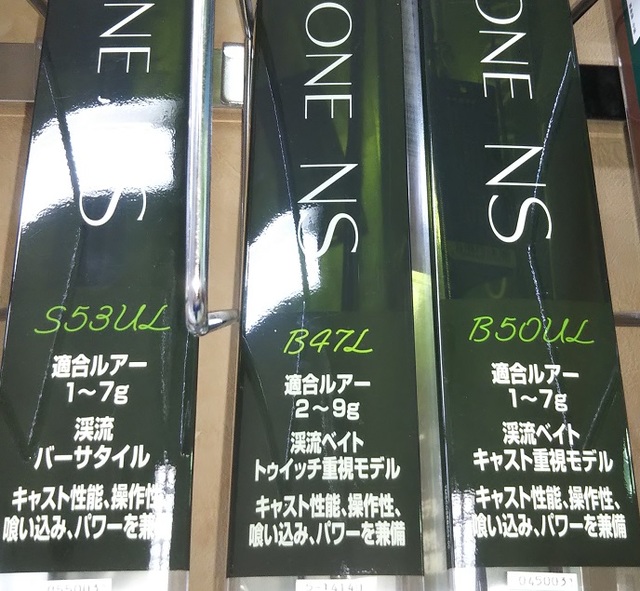 ONE NS
S53UL
適合ルアー
1~7g
渓流
バーサタイル
キャスト性能、操作性
喰い込み、パワーを兼備
ONE NS
B47L
適合ルアー
2~9g
渓流ベイト
トゥイッチ重視モデル
キャスト性能、操作性、
喰い込み、パワーを兼備
ONE NS
B50UL
適合ルアー
1~7g
渓流ベイト
キャスト重視モデル
キャスト性能、操作性、
喰い込み、パワーを兼備